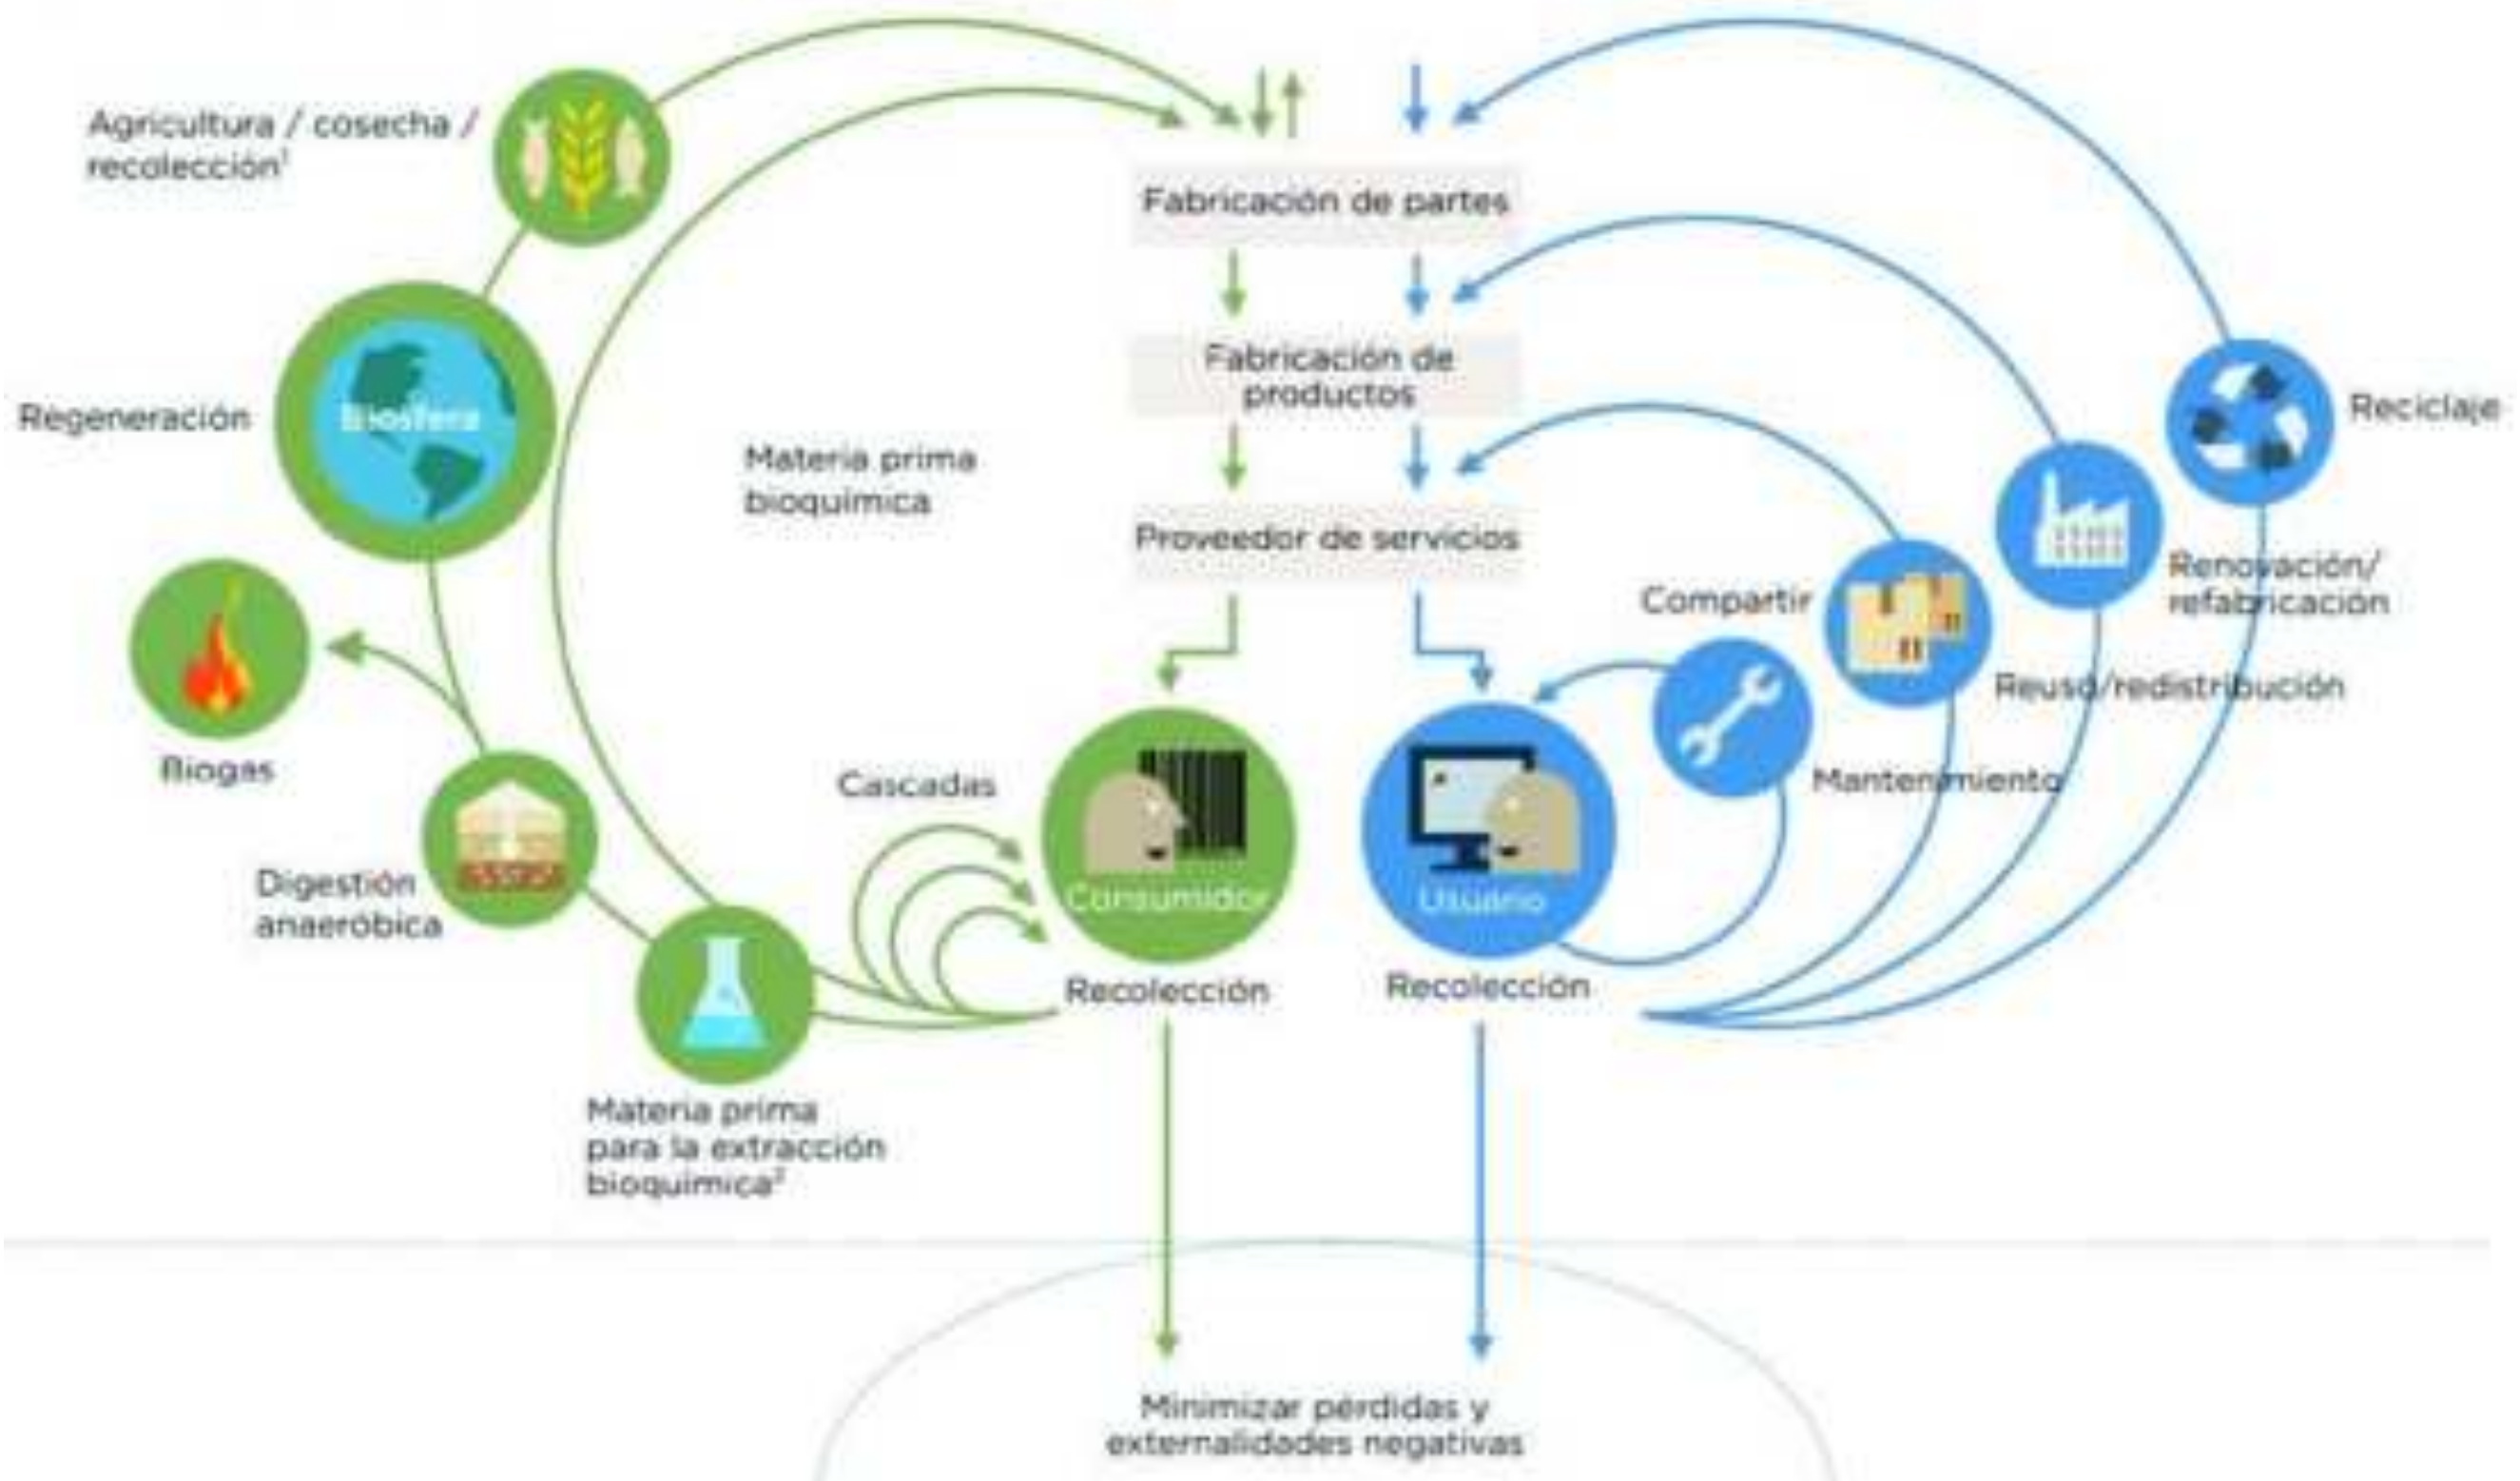 Agricultura / cosecha /
recolección¹
Fabricación de partes
Fabricación de
productos
Regeneración
Biosfera
Reciclaje
Materia prima
bioquímica
Proveedor de servicios
Renovación/
refabricación
Compartir
Reuso/redistribución
Biogas
Mantenimiento
Cascadas
Digestión
anaeróbica
Consumidor
Usuario
Recolección
Recolección
Materia prima
para la extracción
bioquímica²
Minimizar pérdidas y
externalidades negativas